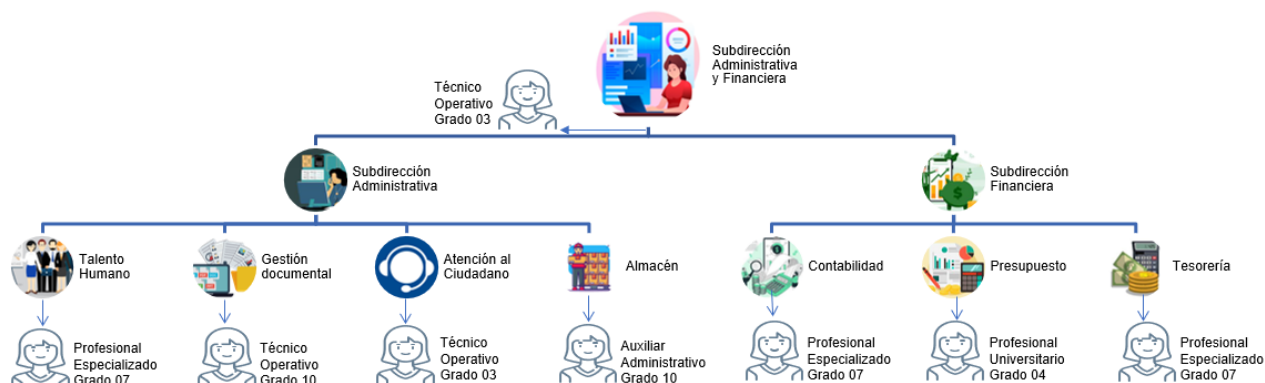 Subdirección
Administrativa
y Financiera
Técnico
Operativo
Grado 03
Subdirección
Administrativa
Subdirección
Financiera
Talento
Humano
Gestión
documental
Atención al
Ciudadano
Almacén
Contabilidad
Presupuesto
Tesorería
Profesional
Especializado
Grado 07
Técnico
Operativo
Grado 10
Técnico
Operativo
Grado 03
Auxiliar
Administrativo
Grado 10
Profesional
Especializado
Grado 07
Profesional
Universitario
Grado 04
Profesional
Especializado
Grado 07